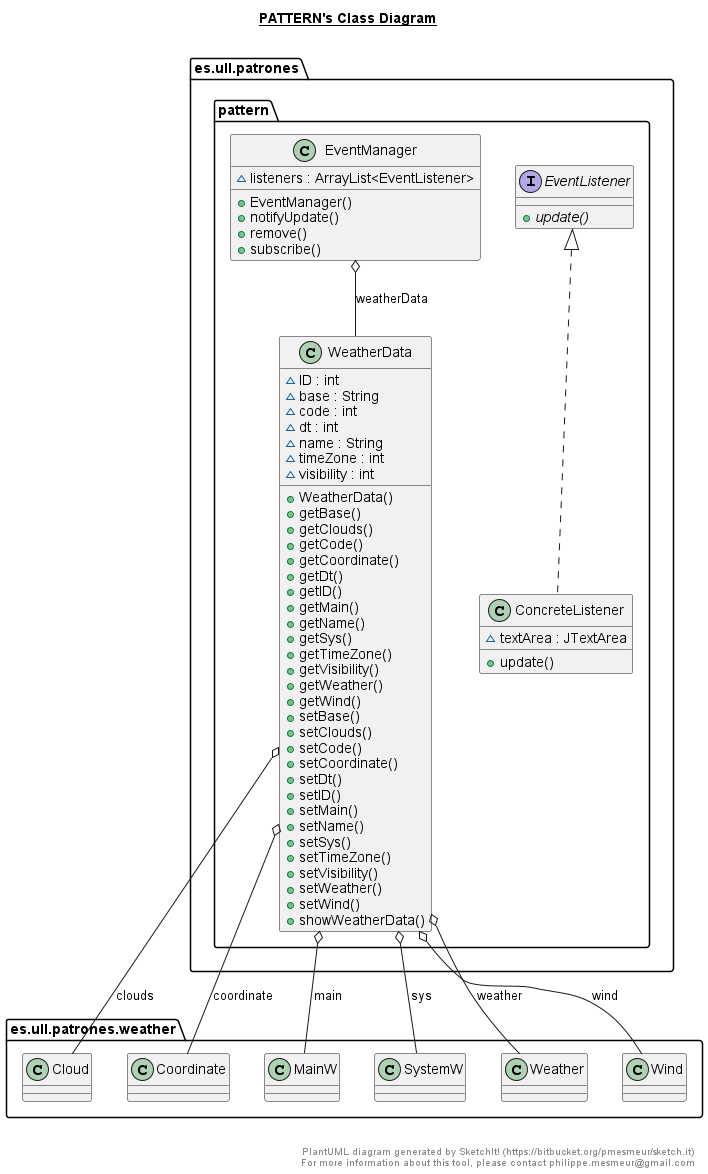 PATTERN's Class Diagram
es.ull.patrones
pattern
C EventManager
listeners : ArrayList<EventListener>
EventManager()
notifyUpdate()
remove()
subscribe()
I EventListener
update()
weatherData
C WeatherData
ID : int
base : String
code : int
dt : int
name : String
timeZone : int
visibility : int
WeatherData()
getBase()
getClouds()
getCode()
getCoordinate()
getDt()
getID()
getMain()
getName()
getSys()
getTimeZone()
getVisibility()
getWeather()
getWind()
setBase()
setClouds()
setCode()
setCoordinate()
setDt()
setID()
setMain()
setName()
setSys()
setTimeZone()
setVisibility()
setWeather()
setWind()
showWeatherData()
C ConcreteListener
textArea : JTextArea
update()
clouds
coordinate
main
sys
weather
wind
es.ull.patrones.weather
C Cloud
C Coordinate
C MainW
C SystemW
C Weather
C Wind
PlantUML diagram generated by SketchIt! (https://bitbucket.org/pmesmeur/sketch.it)
For more information about this tool, please contact philippe.mesmeur@gmail.com